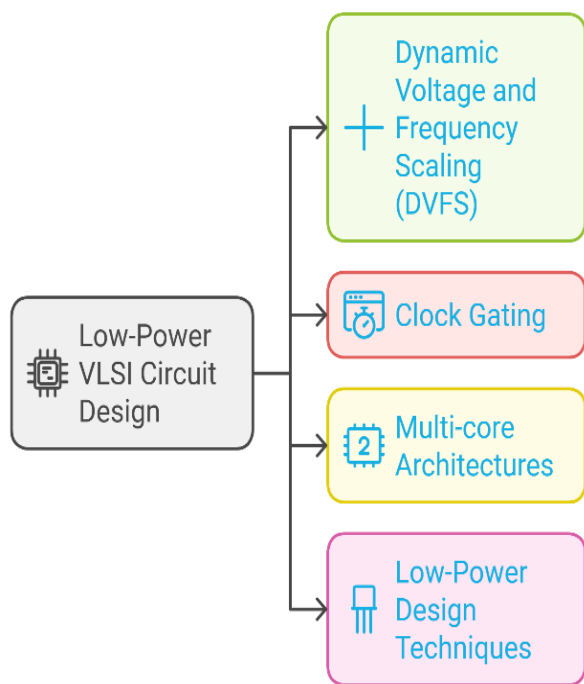 Dynamic
Voltage and
Frequency
Scaling
(DVFS)
Clock Gating
Low-Power
VLSI Circuit
Design
2
Multi-core
Architectures
Low-Power
Design
Techniques